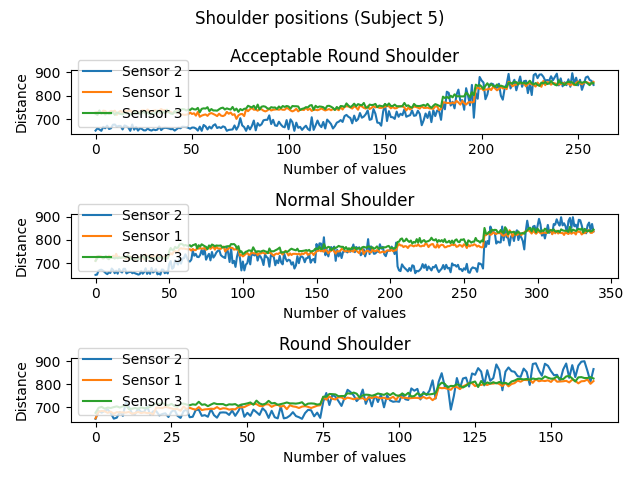 Shoulder positions (Subject 5)
Acceptable Round Shoulder
Distance
900
800
700
Sensor 2
Sensor 1
Sensor 3
0 50 100 150 200 250
Number of values
Normal Shoulder
Distance
900
800
700
Sensor 2
Sensor 1
Sensor 3
0 50 100 150 200 250 300 350
Number of values
Round Shoulder
Distance
900
800
700
Sensor 2
Sensor 1
Sensor 3
0 25 50 75 100 125 150
Number of values